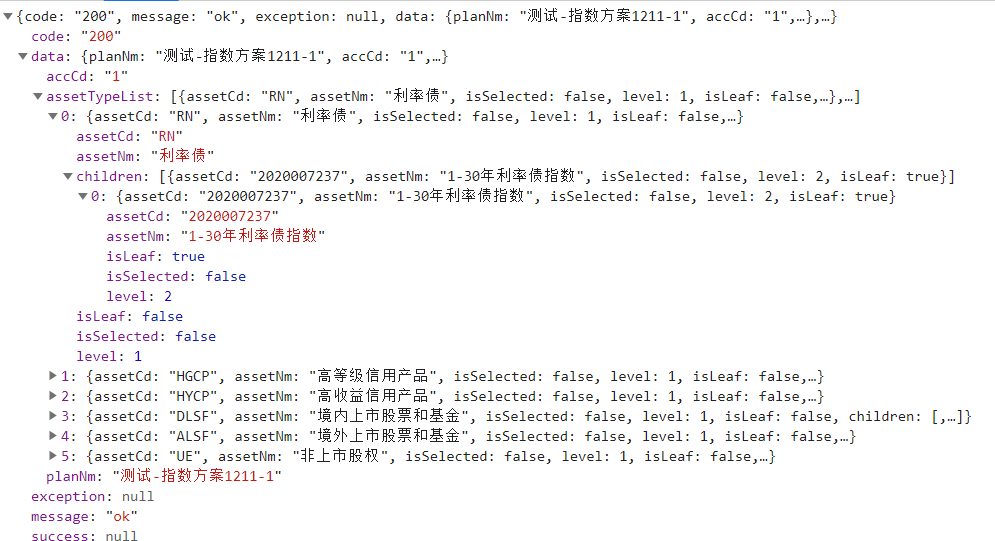 {code: "200", message: "ok", exception: null, data: {planNm: "测试-指数方案1211-1", accCd: "1",…},…}
code: "200"
data: {planNm: "测试-指数方案1211-1", accCd: "1",…}
accCd: "1"
assetTypeList: [{assetCd: "RN", assetNm: "利率债", isSelected: false, level: 1, isLeaf: false,…},…]
0: {assetCd: "RN", assetNm: "利率债", isSelected: false, level: 1, isLeaf: false,…}
assetCd: "RN"
assetNm: "利率债"
children: [{assetCd: "2020007237", assetNm: "1-30年利率债指数", isSelected: false, level: 2, isLeaf: true}]
0: {assetCd: "2020007237", assetNm: "1-30年利率债指数", isSelected: false, level: 2, isLeaf: true}
assetCd: "2020007237"
assetNm: "1-30年利率债指数"
isLeaf: true
isSelected: false
level: 2
isLeaf: false
isSelected: false
level: 1
1: {assetCd: "HGCP", assetNm: "高等级信用产品", isSelected: false, level: 1, isLeaf: false,…}
2: {assetCd: "HYCP", assetNm: "高收益信用产品", isSelected: false, level: 1, isLeaf: false,…}
3: {assetCd: "DLSF", assetNm: "境内上市股票和基金", isSelected: false, level: 1, isLeaf: false, children: [,…]}
4: {assetCd: "ALSF", assetNm: "境外上市股票和基金", isSelected: false, level: 1, isLeaf: false,…}
5: {assetCd: "UE", assetNm: "非上市股权", isSelected: false, level: 1, isLeaf: false,…}
planNm: "测试-指数方案1211-1"
exception: null
message: "ok"
success: null